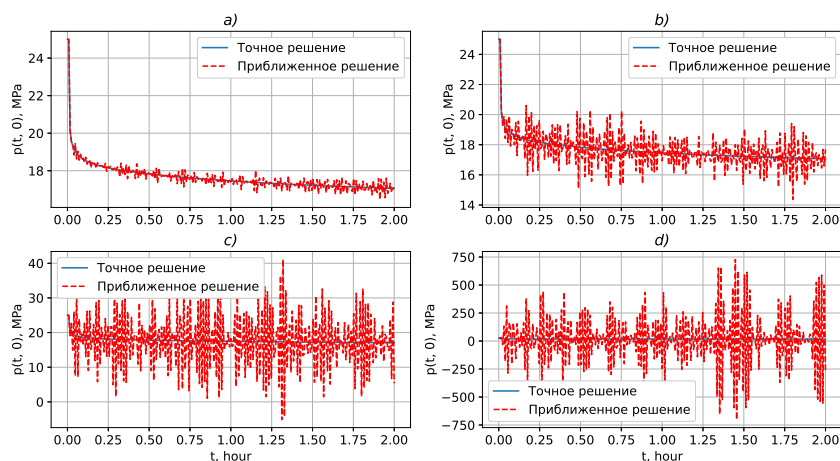 a)
24
22
20
18
p(t, 0), MPa
Точное решение
Приближенное решение
0.00 0.25 0.50 0.75 1.00 1.25 1.50 1.75 2.00
b)
24
22
20
18
16
14
p(t, 0), MPa
Точное решение
Приближенное решение
0.00 0.25 0.50 0.75 1.00 1.25 1.50 1.75 2.00
c)
40
30
20
10
0
p(t, 0), MPa
Точное решение
Приближенное решение
0.00 0.25 0.50 0.75 1.00 1.25 1.50 1.75 2.00
t, hour
d)
750
500
250
0
−250
−500
−750
p(t, 0), MPa
Точное решение
Приближенное решение
0.00 0.25 0.50 0.75 1.00 1.25 1.50 1.75 2.00
t, hour